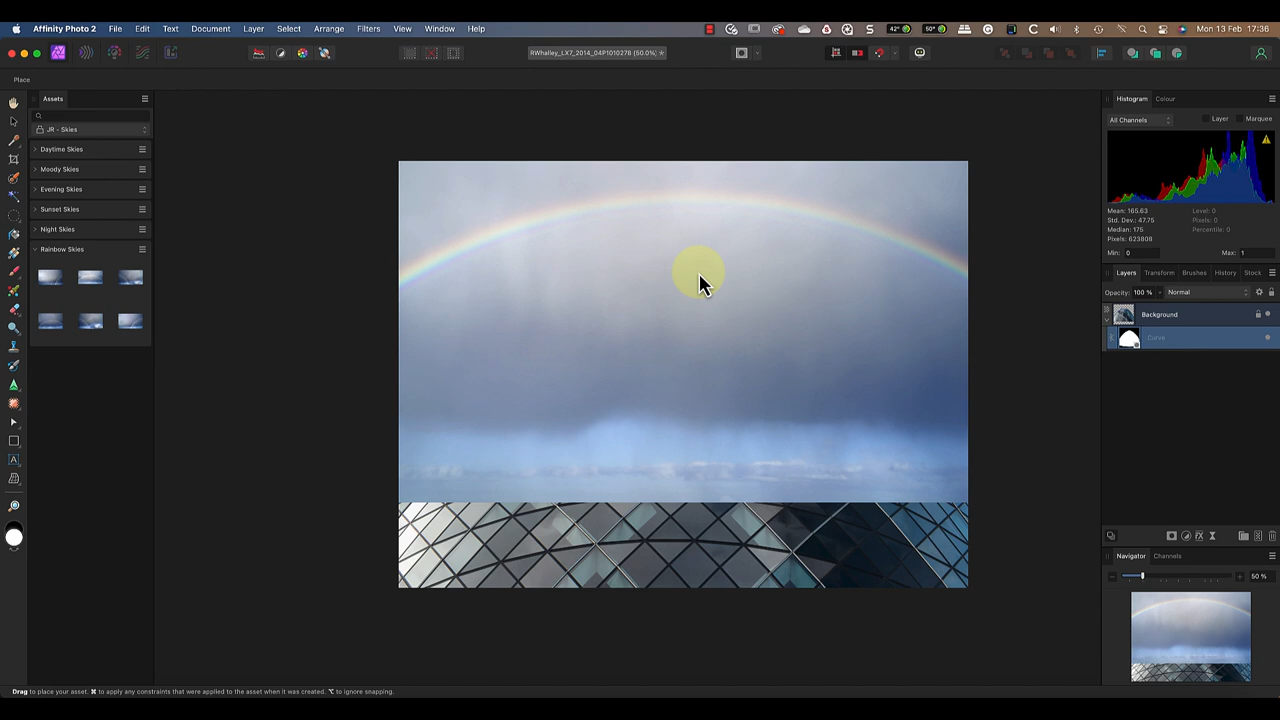 Affinity Photo 2 File Edit Text Document Layer Select Arrange Filters View Window Help 42° 50° Mon 13 Feb 17:36
RWhalley_LX7_2014_04P1010278 (50.0%) *
Place
Assets
JR - Skies
Daytime Skies
Moody Skies
Evening Skies
Sunset Skies
Night Skies
Rainbow Skies
Histogram Colour
All Channels Layer Marquee
Mean: 165.63 Level: 0
Std. Dev.: 47.75 Pixels: 0
Median: 175 Percentile: 0
Pixels: 623808
Min: 0 Max: 1
Layers Transform Brushes History Stock
Opacity: 100 % Normal
Background
Curve
Navigator Channels
50 %
Drag to place your asset. ⌘ to apply any constraints that were applied to the asset when it was created. ⌥ to ignore snapping.